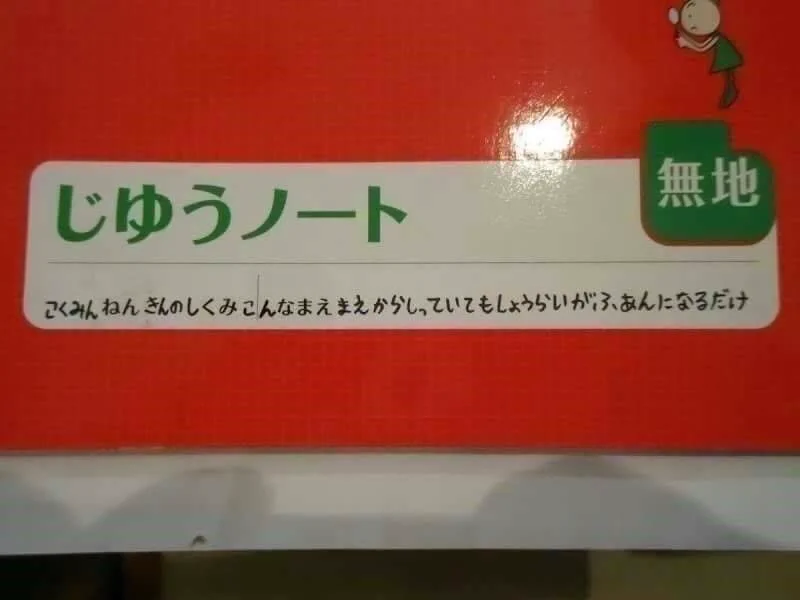 じゆうノート
無地
こくみんねんきんのしくみこんなまえまえからしっていてもしょうらいがふあんになるだけ